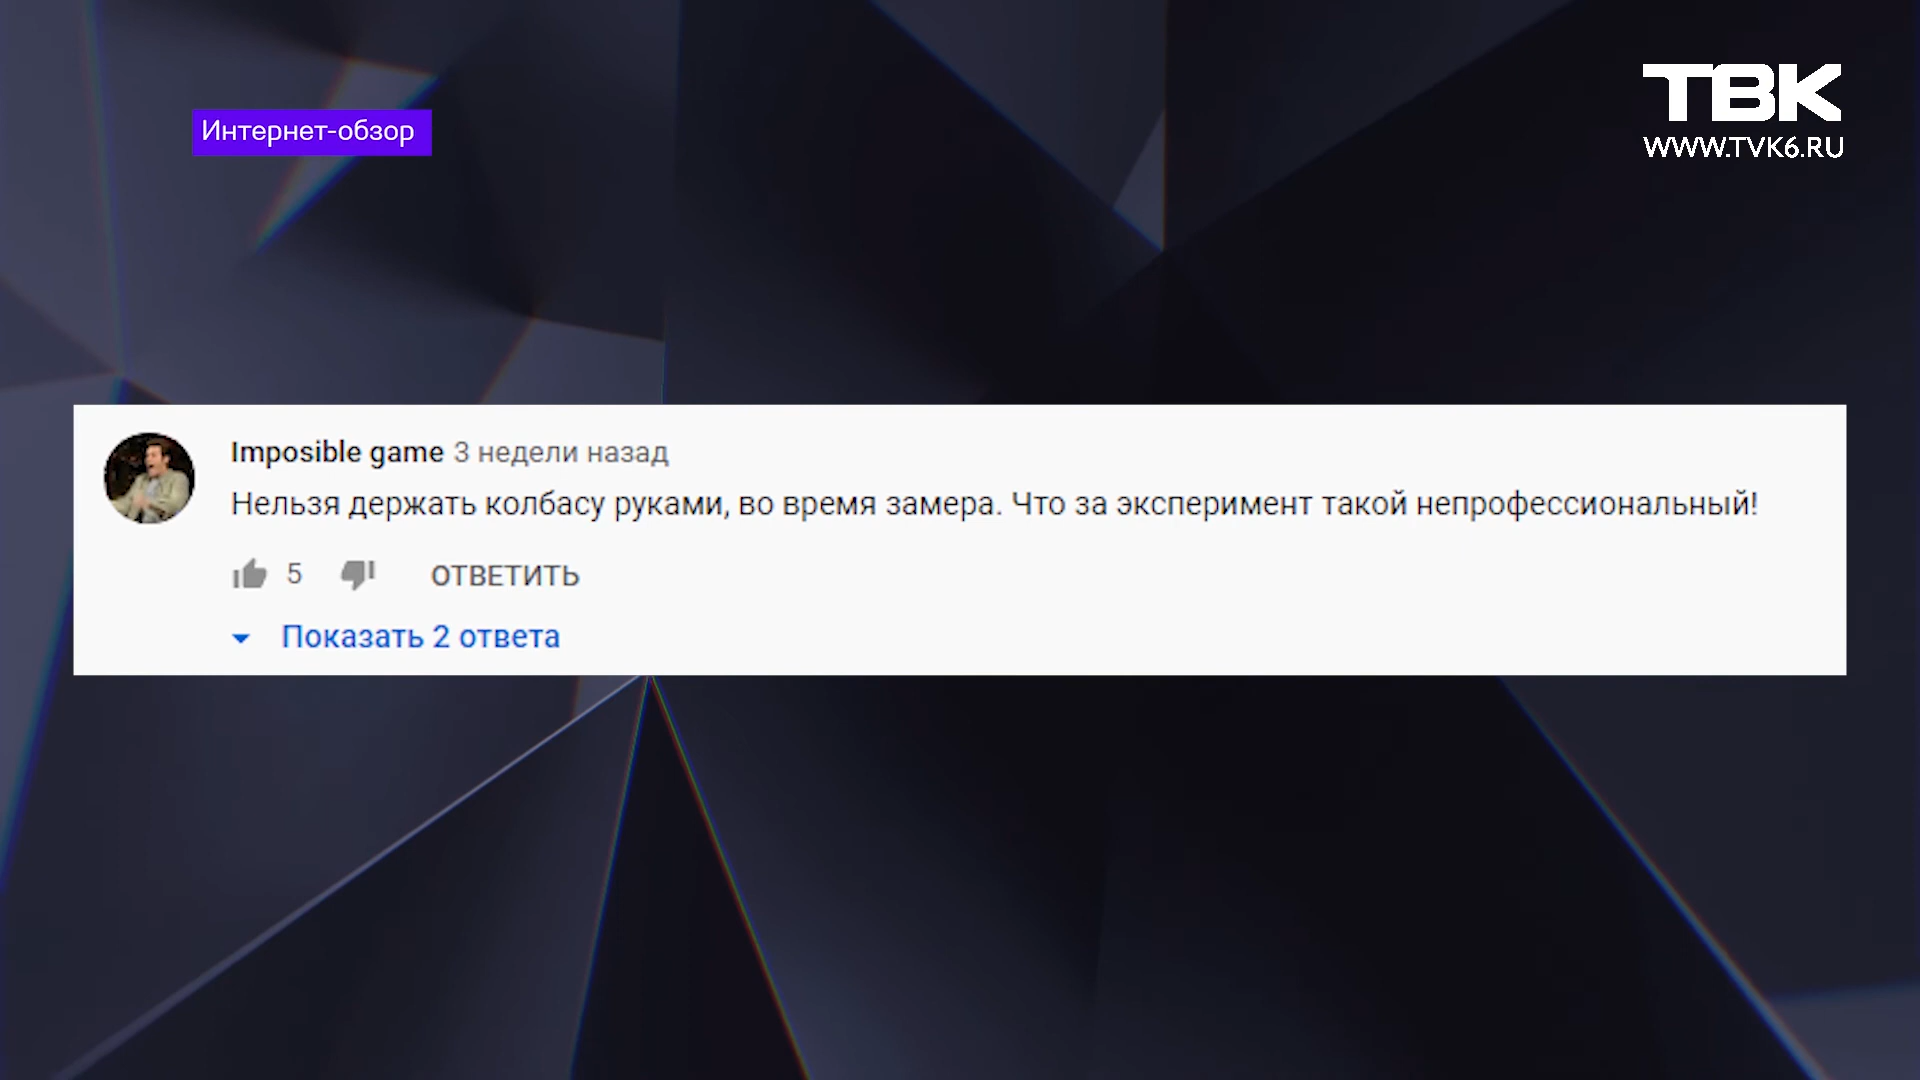 ТВК
WWW.TVK6.RU
Интернет-обзор
Imposible game 3 недели назад
Нельзя держать колбасу руками, во время замера. Что за эксперимент такой непрофессиональный!
5 ОТВЕТИТЬ
Показать 2 ответа